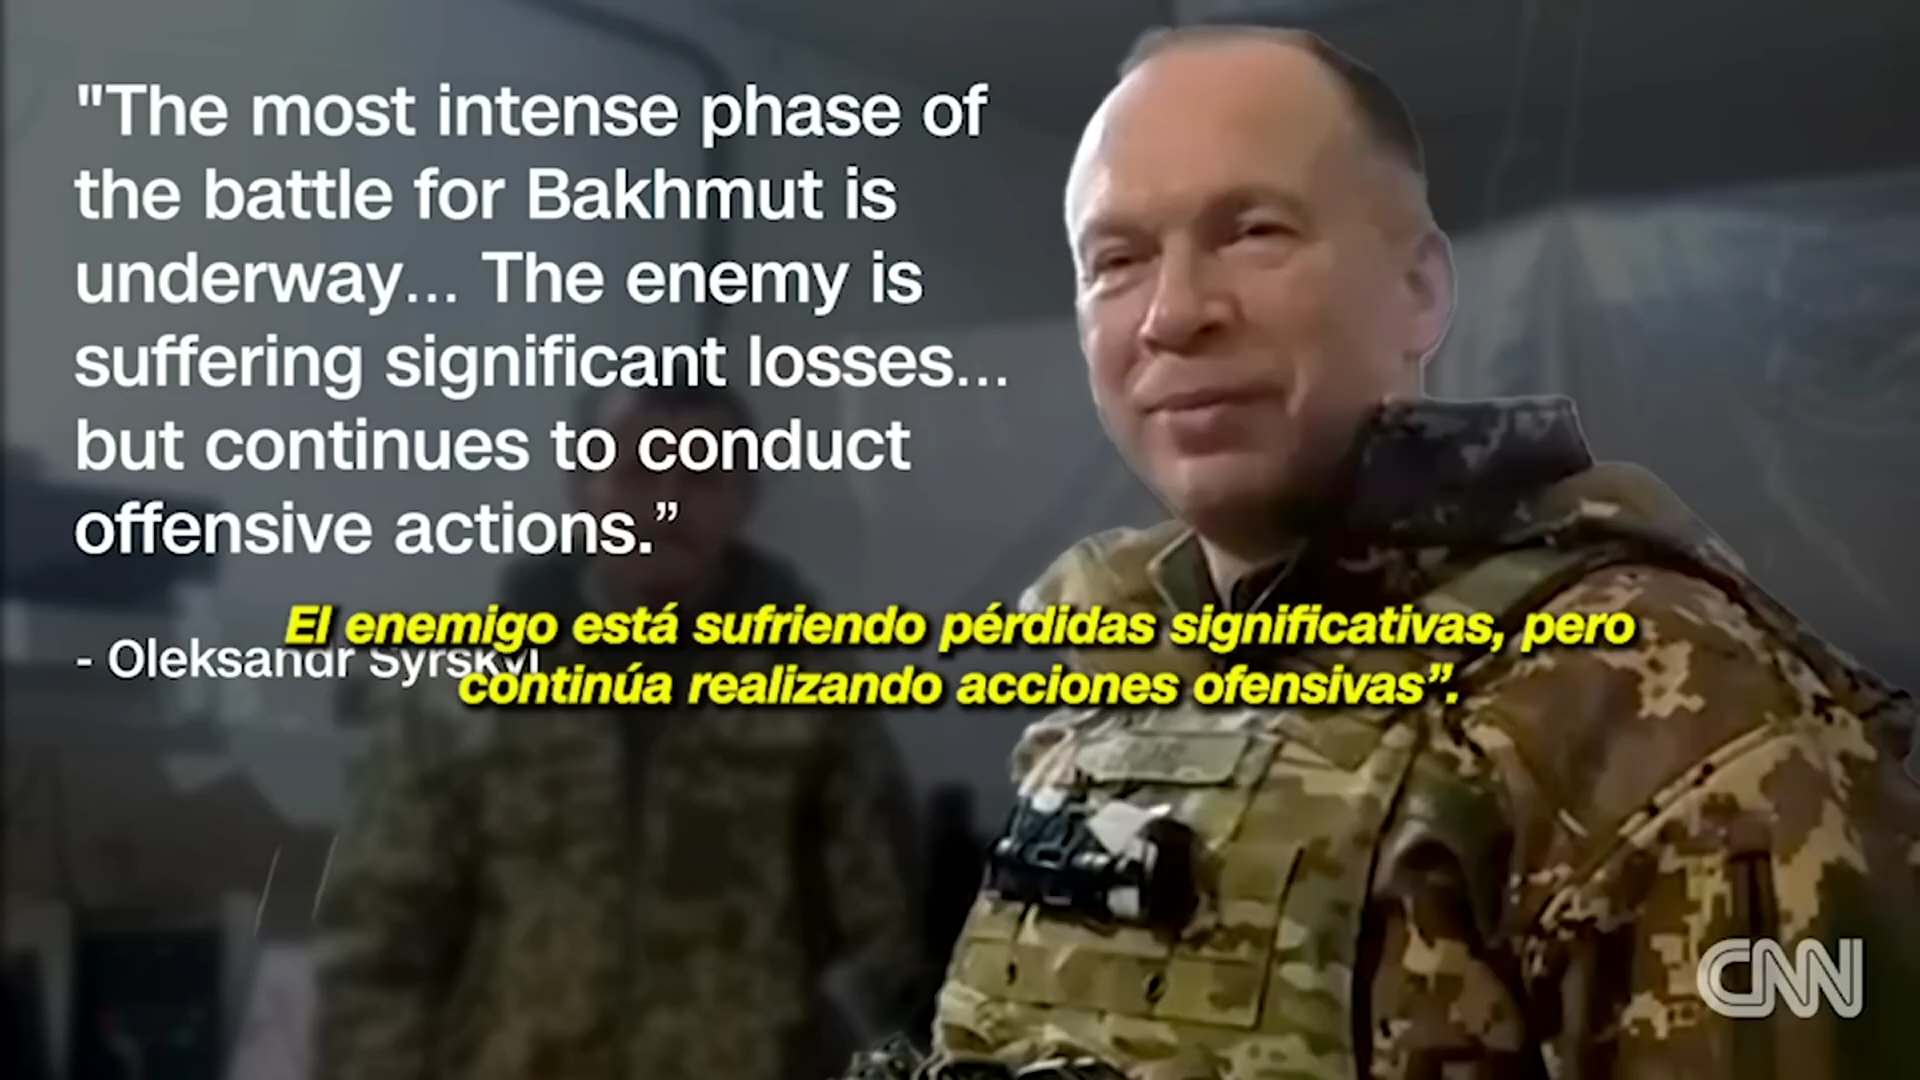 "The most intense phase of
the battle for Bakhmut is
underway... The enemy is
suffering significant losses...
but continues to conduct
offensive actions.”
- Oleksandr Syrskyi
El enemigo está sufriendo pérdidas significativas, pero
continúa realizando acciones ofensivas”.
CNN